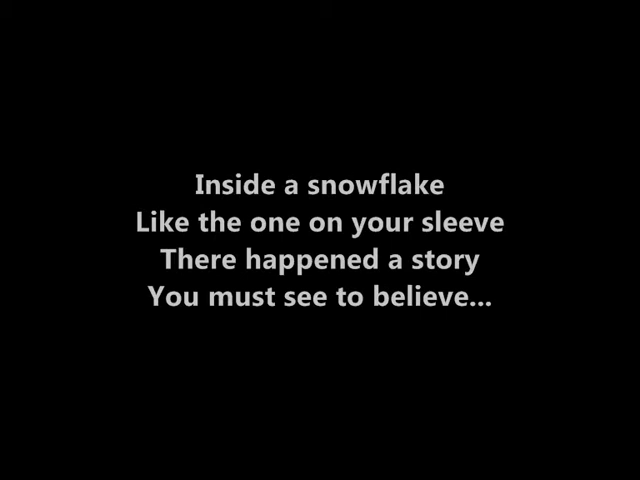 Inside a snowflake
Like the one on your sleeve
There happened a story
You must see to believe...